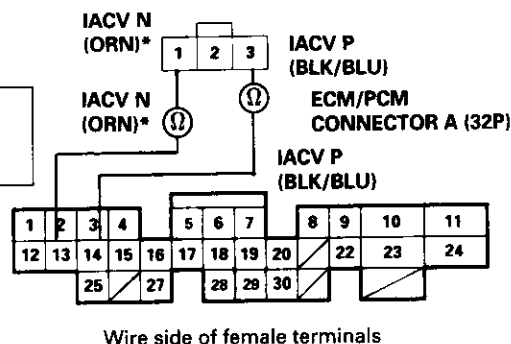 IACV N
(ORN)*
1 2 3
IACV P
(BLK/BLU)
IACV N
(ORN)*
Ω Ω
ECM/PCM
CONNECTOR A (32P)
IACV P
(BLK/BLU)
1 2 3 4 5 6 7 8 9 10 11
12 13 14 15 16 17 18 19 20 22 23 24
25 27 28 29 30
Wire side of female terminals